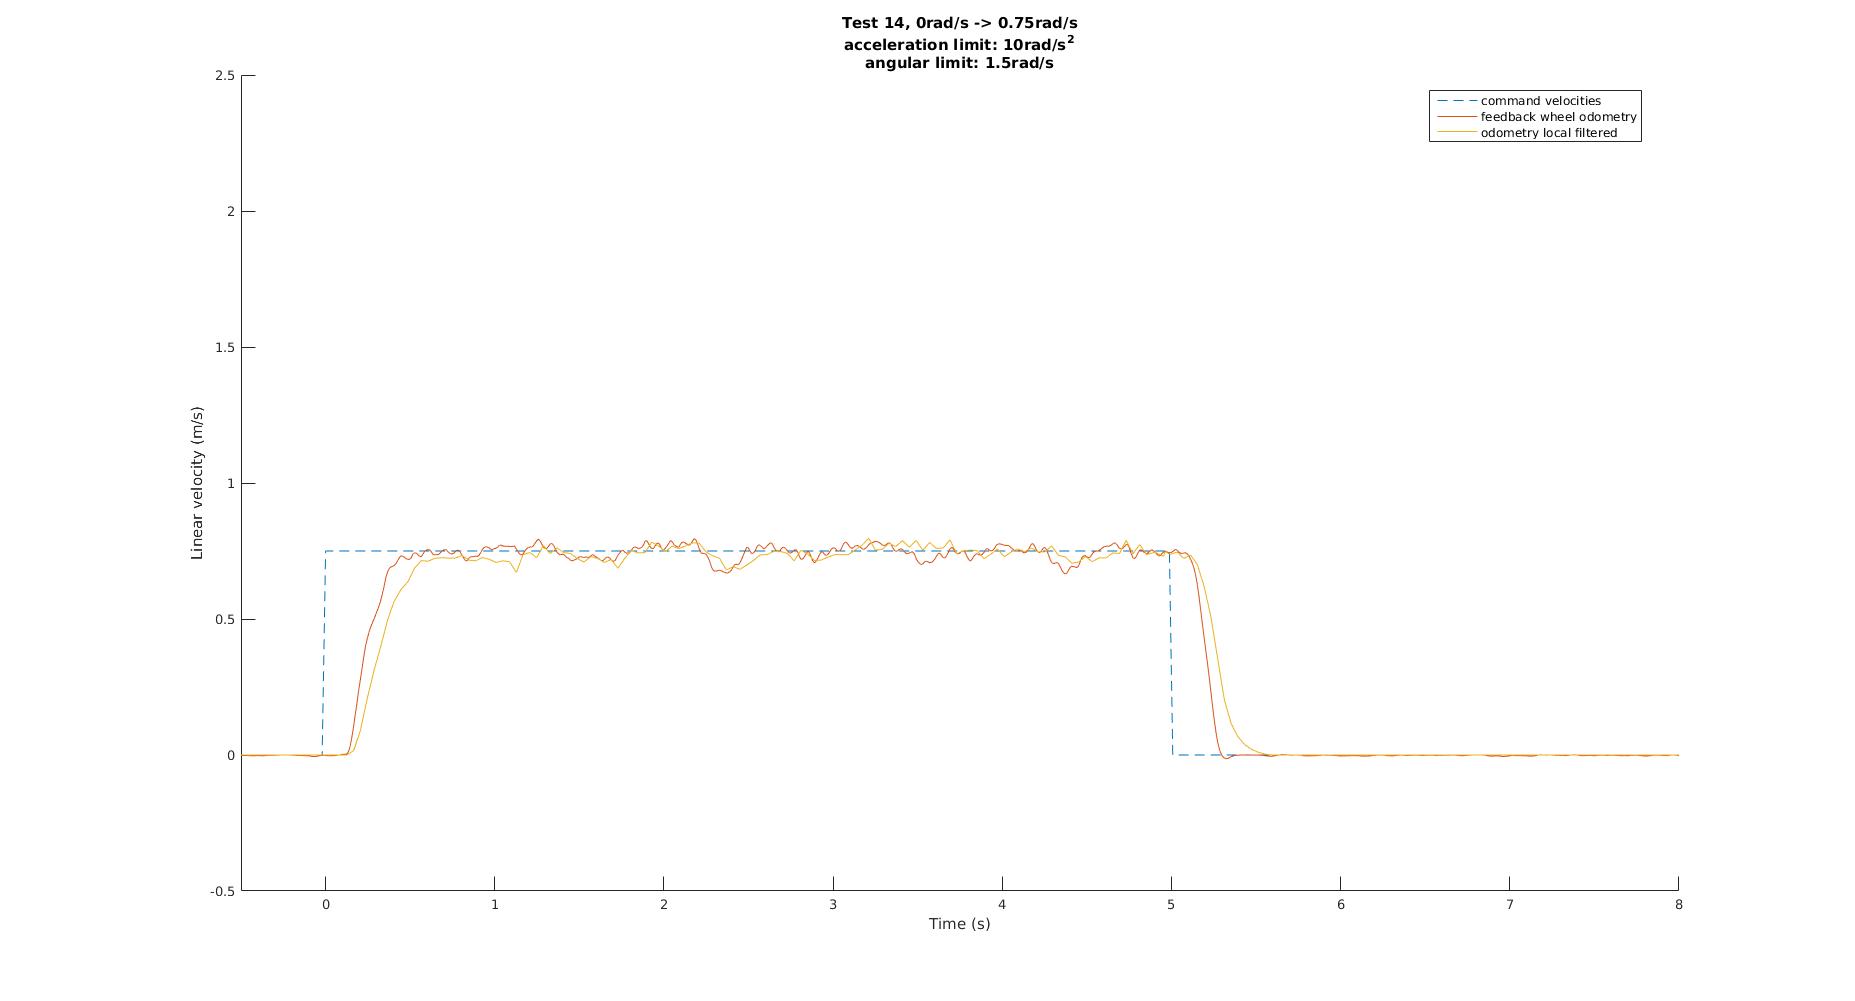 Test 14, 0rad/s -> 0.75rad/s
acceleration limit: 10rad/s²
angular limit: 1.5rad/s
command velocities
feedback wheel odometry
odometry local filtered
2.5
2
1.5
1
0.5
0
-0.5
Linear velocity (m/s)
0 1 2 3 4 5 6 7 8
Time (s)